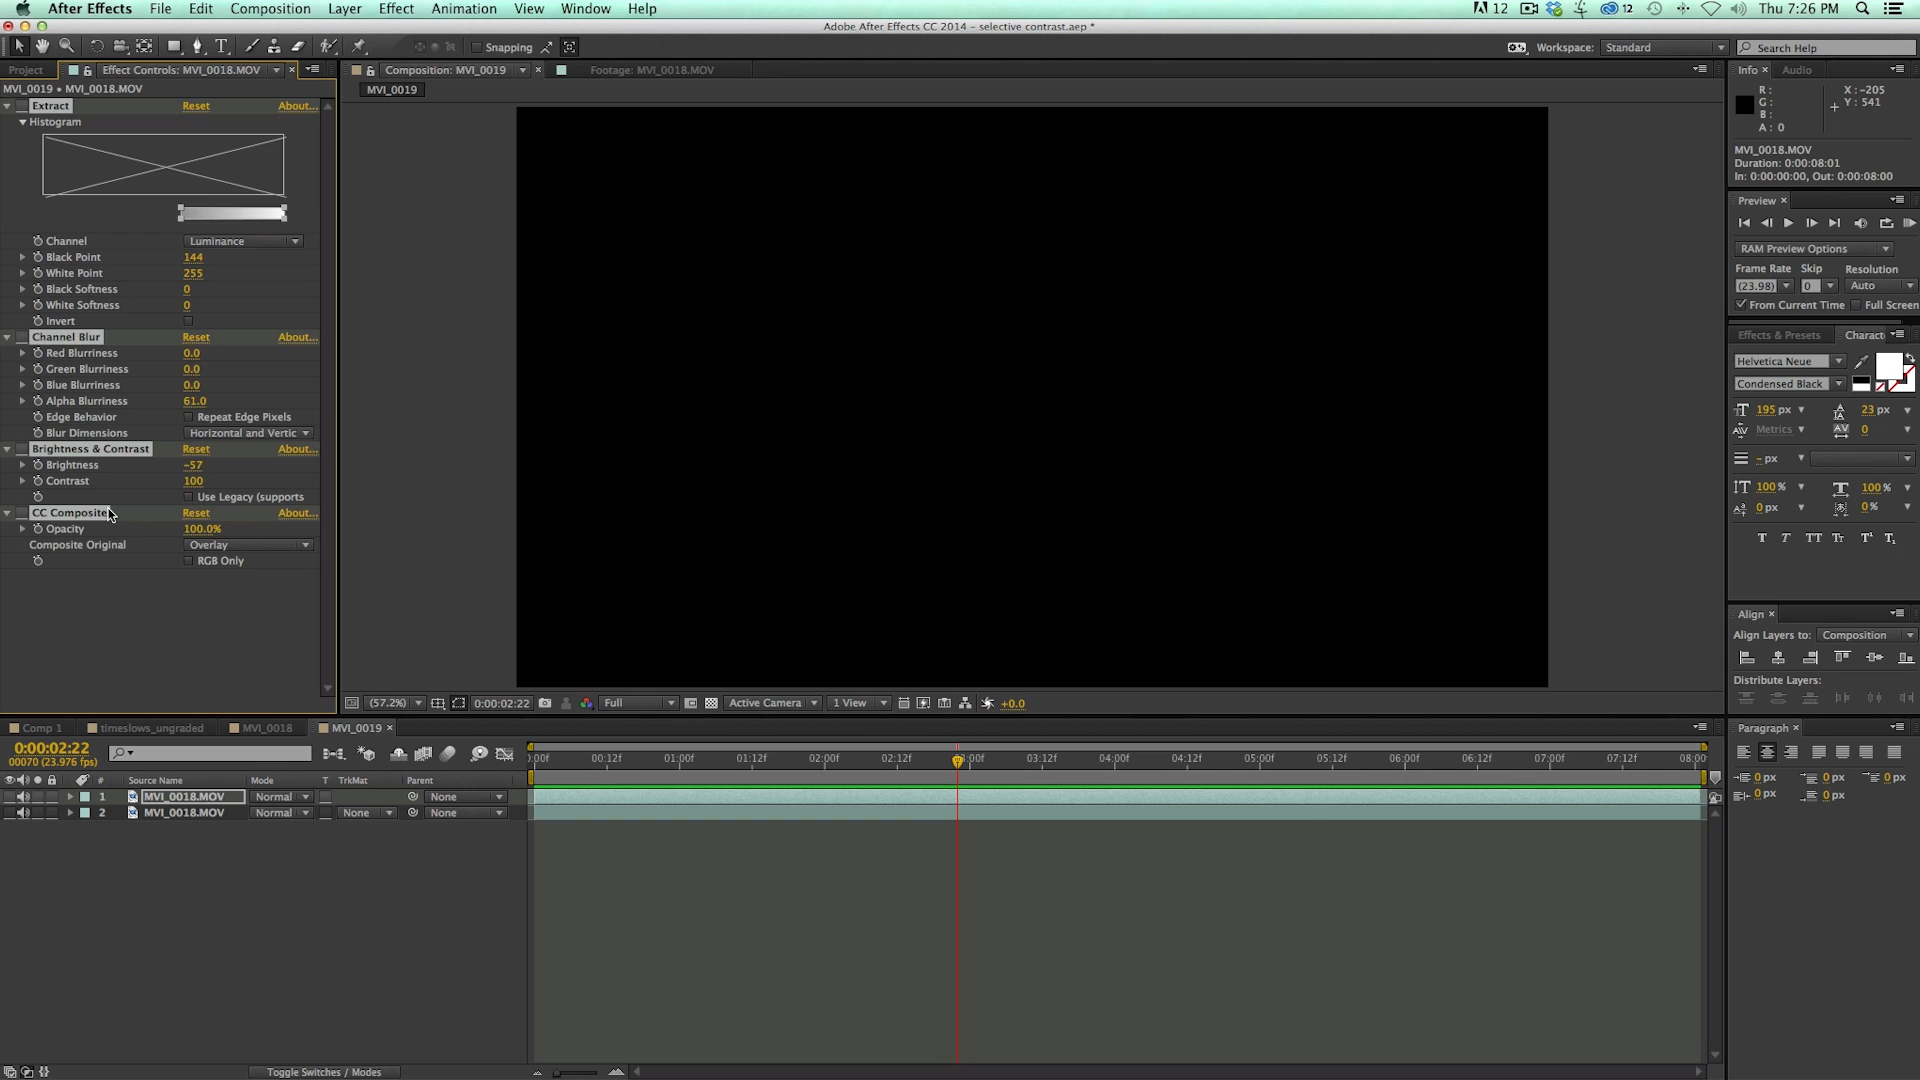 After Effects File Edit Composition Layer Effect Animation View Window Help 12 12 Thu 7:26 PM
Adobe After Effects CC 2014 – selective contrast.aep *
Snapping Workspace: Standard Search Help
Project Effect Controls: MVI_0018.MOV Composition: MVI_0019 Footage: MVI_0018.MOV Info Audio
MVI_0019 • MVI_0018.MOV
MVI_0019
Extract Reset About...
Histogram
Channel Luminance
Black Point 144
White Point 255
Black Softness 0
White Softness 0
Invert
Channel Blur Reset About...
Red Blurriness 0.0
Green Blurriness 0.0
Blue Blurriness 0.0
Alpha Blurriness 61.0
Edge Behavior Repeat Edge Pixels
Blur Dimensions Horizontal and Vertic
Brightness & Contrast Reset About...
Brightness -57
Contrast 100
Use Legacy (supports
CC Composite Reset About...
Opacity 100.0%
Composite Original Overlay
RGB Only
(57.2%) 0:00:02:22 Full Active Camera 1 View +0.0
R : X : -205
G : Y : 541
B :
A : 0
MVI_0018.MOV
Duration: 0:00:08:01
In: 0:00:00:00, Out: 0:00:08:00
Preview
RAM Preview Options
Frame Rate Skip Resolution
(23.98) 0 Auto
From Current Time Full Screen
Effects & Presets Charact
Helvetica Neue
Condensed Black
195 px 23 px
Metrics 0
- px
100 % 100 %
0 px 0 %
T T TT Tt T¹ T₁
Align
Align Layers to: Composition
Distribute Layers:
Comp 1 timeslows_ungraded MVI_0018 MVI_0019
0:00:02:22
00070 (23.976 fps)
:00f 00:12f 01:00f 01:12f 02:00f 02:12f :00f 03:12f 04:00f 04:12f 05:00f 05:12f 06:00f 06:12f 07:00f 07:12f 08:00
# Source Name Mode T TrkMat Parent
1 MVI_0018.MOV Normal None
2 MVI_0018.MOV Normal None None
Toggle Switches / Modes
Paragraph
0 px 0 px 0 px
0 px 0 px